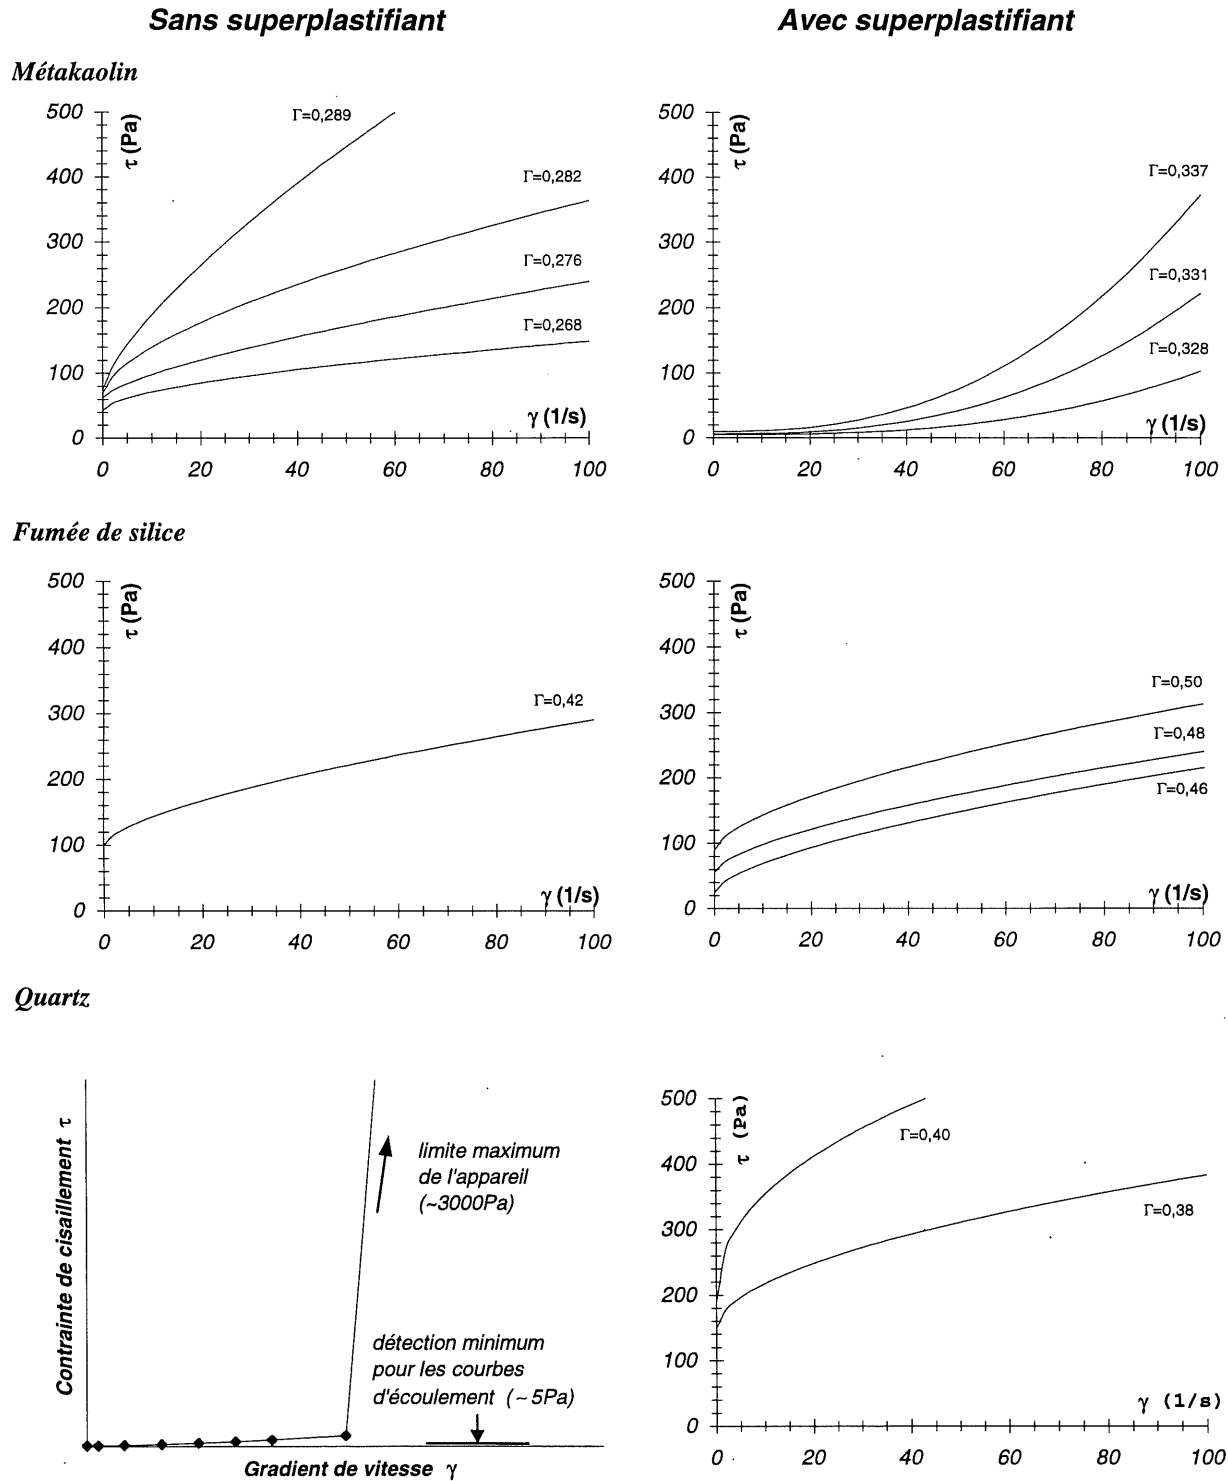 Sans superplastifiant
Avec superplastifiant
Métakaolin
500
400
300
200
100
0
τ (Pa)
Γ=0,289
Γ=0,282
Γ=0,276
Γ=0,268
γ (1/s)
0 20 40 60 80 100
500
400
300
200
100
0
τ (Pa)
Γ=0,337
Γ=0,331
Γ=0,328
γ (1/s)
0 20 40 60 80 100
Fumée de silice
500
400
300
200
100
0
τ (Pa)
Γ=0,42
γ (1/s)
0 20 40 60 80 100
500
400
300
200
100
0
τ (Pa)
Γ=0,50
Γ=0,48
Γ=0,46
γ (1/s)
0 20 40 60 80 100
Quartz
Contrainte de cisaillement τ
limite maximum
de l'appareil
(~3000Pa)
détection minimum
pour les courbes
d'écoulement (~5Pa)
Gradient de vitesse γ
500
400
300
200
100
0
τ (Pa)
Γ=0,40
Γ=0,38
γ (1/s)
0 20 40 60 80 100